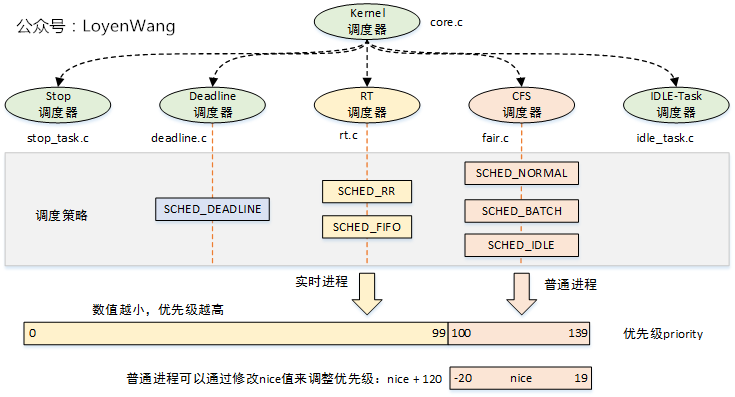 公众号：LoyenWang
Kernel
调度器
core.c
Stop
调度器
Deadline
调度器
RT
调度器
CFS
调度器
IDLE-Task
调度器
stop_task.c
deadline.c
rt.c
fair.c
idle_task.c
调度策略
SCHED_DEADLINE
SCHED_RR
SCHED_FIFO
SCHED_NORMAL
SCHED_BATCH
SCHED_IDLE
实时进程
普通进程
数值越小，优先级越高
0 99 100 139 优先级priority
普通进程可以通过修改nice值来调整优先级：nice + 120 -20 nice 19